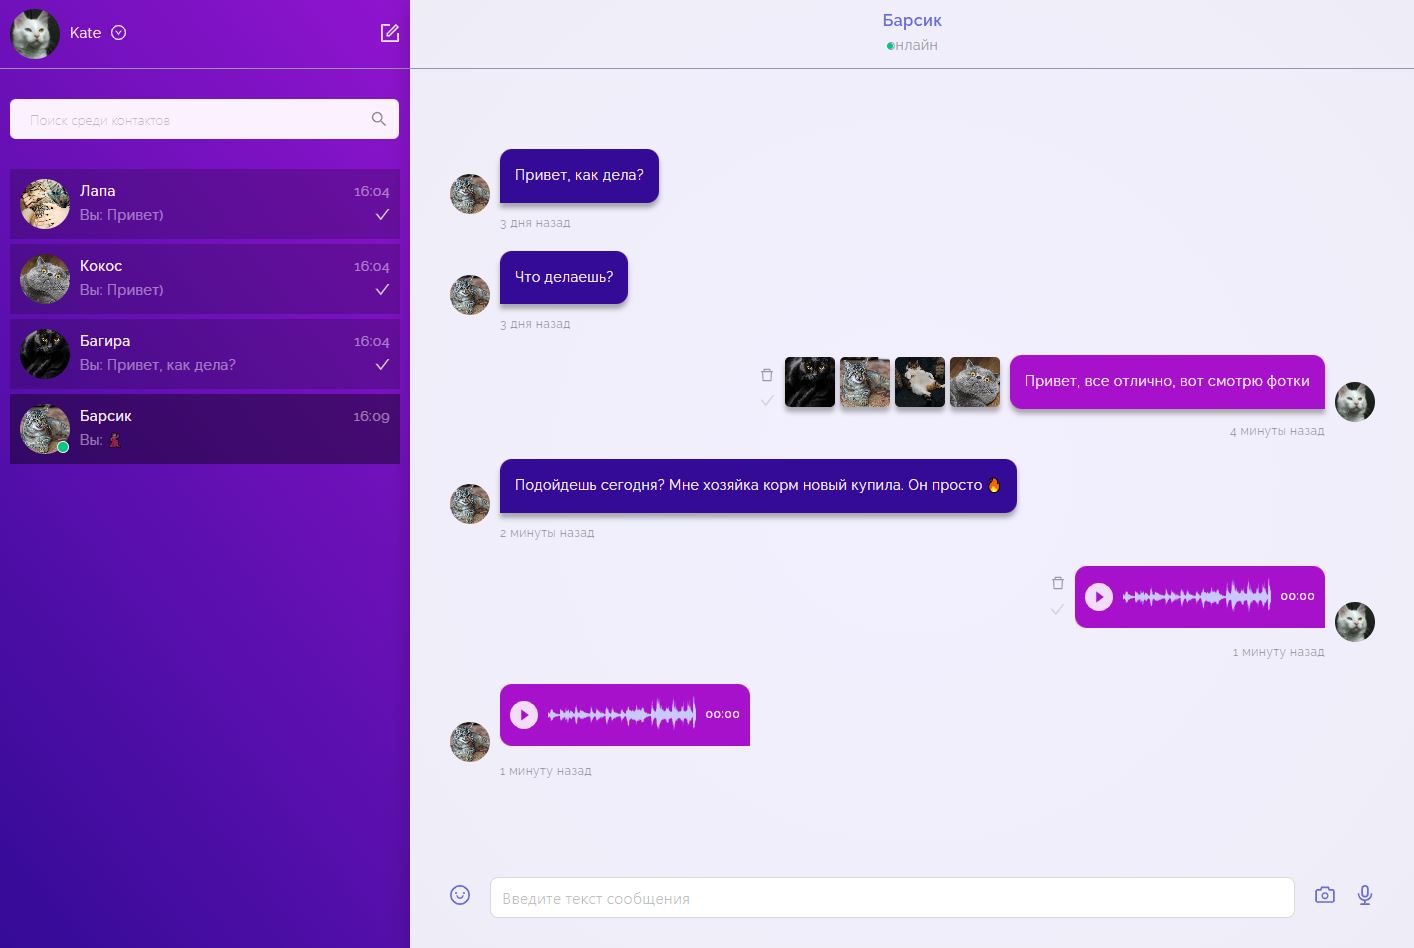 Kate
Поиск среди контактов
Лапа
16:04
Вы: Привет)
Кокос
16:04
Вы: Привет)
Багира
16:04
Вы: Привет, как дела?
Барсик
16:09
Вы: 💃
Барсик
онлайн
Привет, как дела?
3 дня назад
Что делаешь?
3 дня назад
Привет, все отлично, вот смотрю фотки
4 минуты назад
Подойдешь сегодня? Мне хозяйка корм новый купила. Он просто 🔥
2 минуты назад
00:00
1 минуту назад
00:00
1 минуту назад
Введите текст сообщения